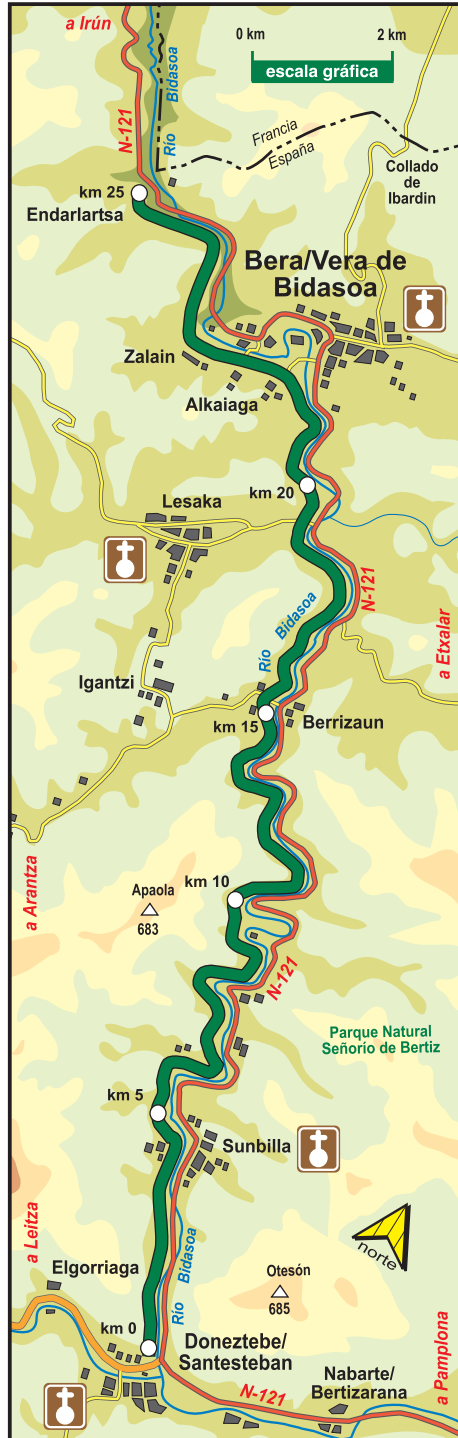 a Irún
0 km
2 km
escala gráfica
Bidasoa
Río
N-121
Francia
España
Collado
de
Ibardin
km 25
Endarlartsa
Bera/Vera de
Bidasoa
Zalain
Alkaiaga
km 20
Lesaka
N-121
Bidasoa
Río
a Etxalar
Igantzi
km 15
Berrizaun
a Arantza
Apaola
683
km 10
N-121
Parque Natural
Señorío de Bertiz
km 5
Sunbilla
a Leitza
norte
Elgorriaga
Río Bidasoa
Otesón
685
km 0
Doneztebe/
Santesteban
Nabarte/
Bertizarana
N-121
a Pamplona